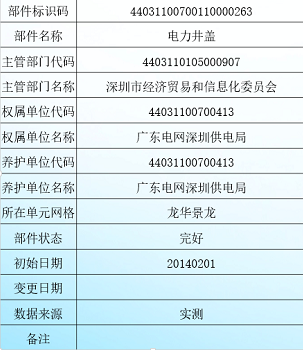 部件标识码 44031100700110000263
部件名称 电力井盖
主管部门代码 4403110105000907
主管部门名称 深圳市经济贸易和信息化委员会
权属单位代码 44031100700413
权属单位名称 广东电网深圳供电局
养护单位代码 44031100700413
养护单位名称 广东电网深圳供电局
所在单元网格 龙华景龙
部件状态 完好
初始日期 20140201
变更日期
数据来源 实测
备注